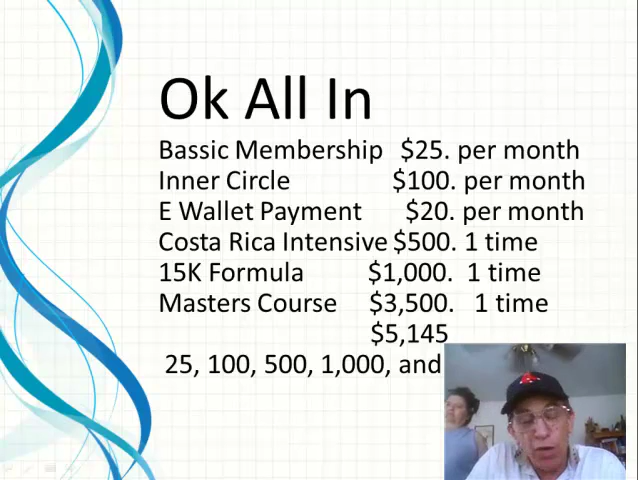 Ok All In
Bassic Membership $25. per month
Inner Circle $100. per month
E Wallet Payment $20. per month
Costa Rica Intensive $500. 1 time
15K Formula $1,000. 1 time
Masters Course $3,500. 1 time
$5,145
25, 100, 500, 1,000, and